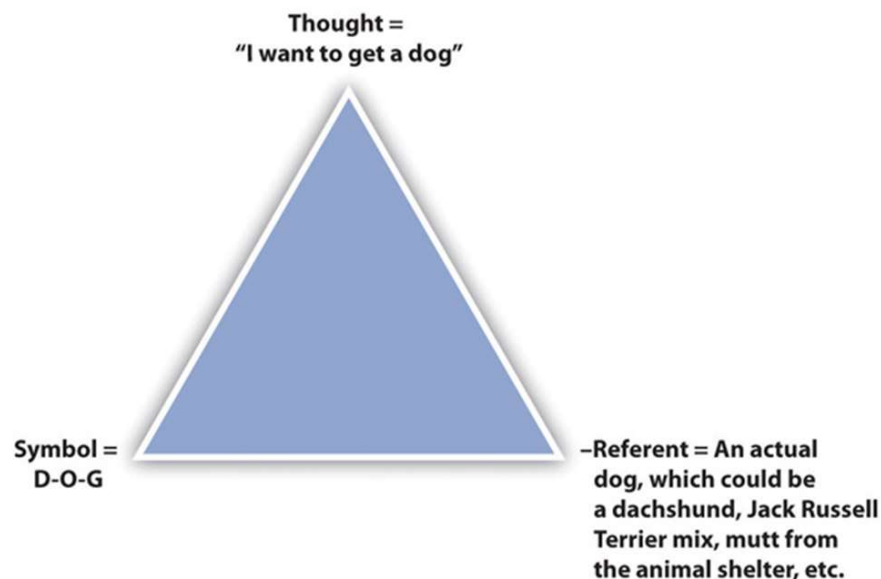 Thought =
“I want to get a dog”
Symbol =
D-O-G
–Referent = An actual
dog, which could be
a dachshund, Jack Russell
Terrier mix, mutt from
the animal shelter, etc.